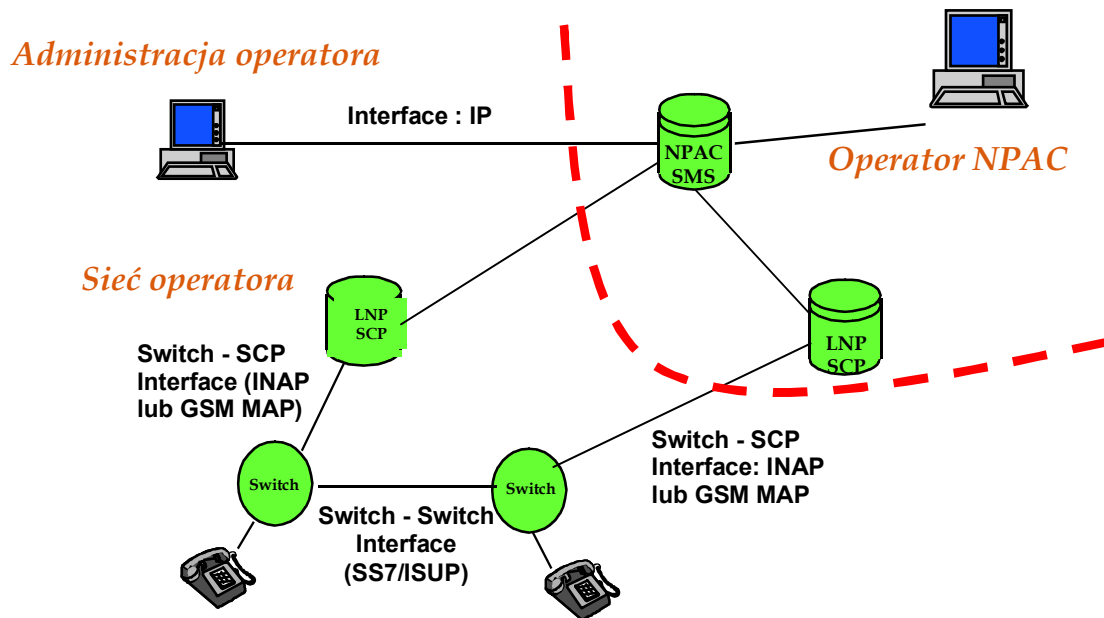 Administracja operatora
Interface : IP
NPAC
SMS
Operator NPAC
Sieć operatora
LNP
SCP
LNP
SCP
Switch - SCP
Interface (INAP
lub GSM MAP)
Switch - SCP
Interface: INAP
lub GSM MAP
Switch
Switch
Switch - Switch
Interface
(SS7/ISUP)